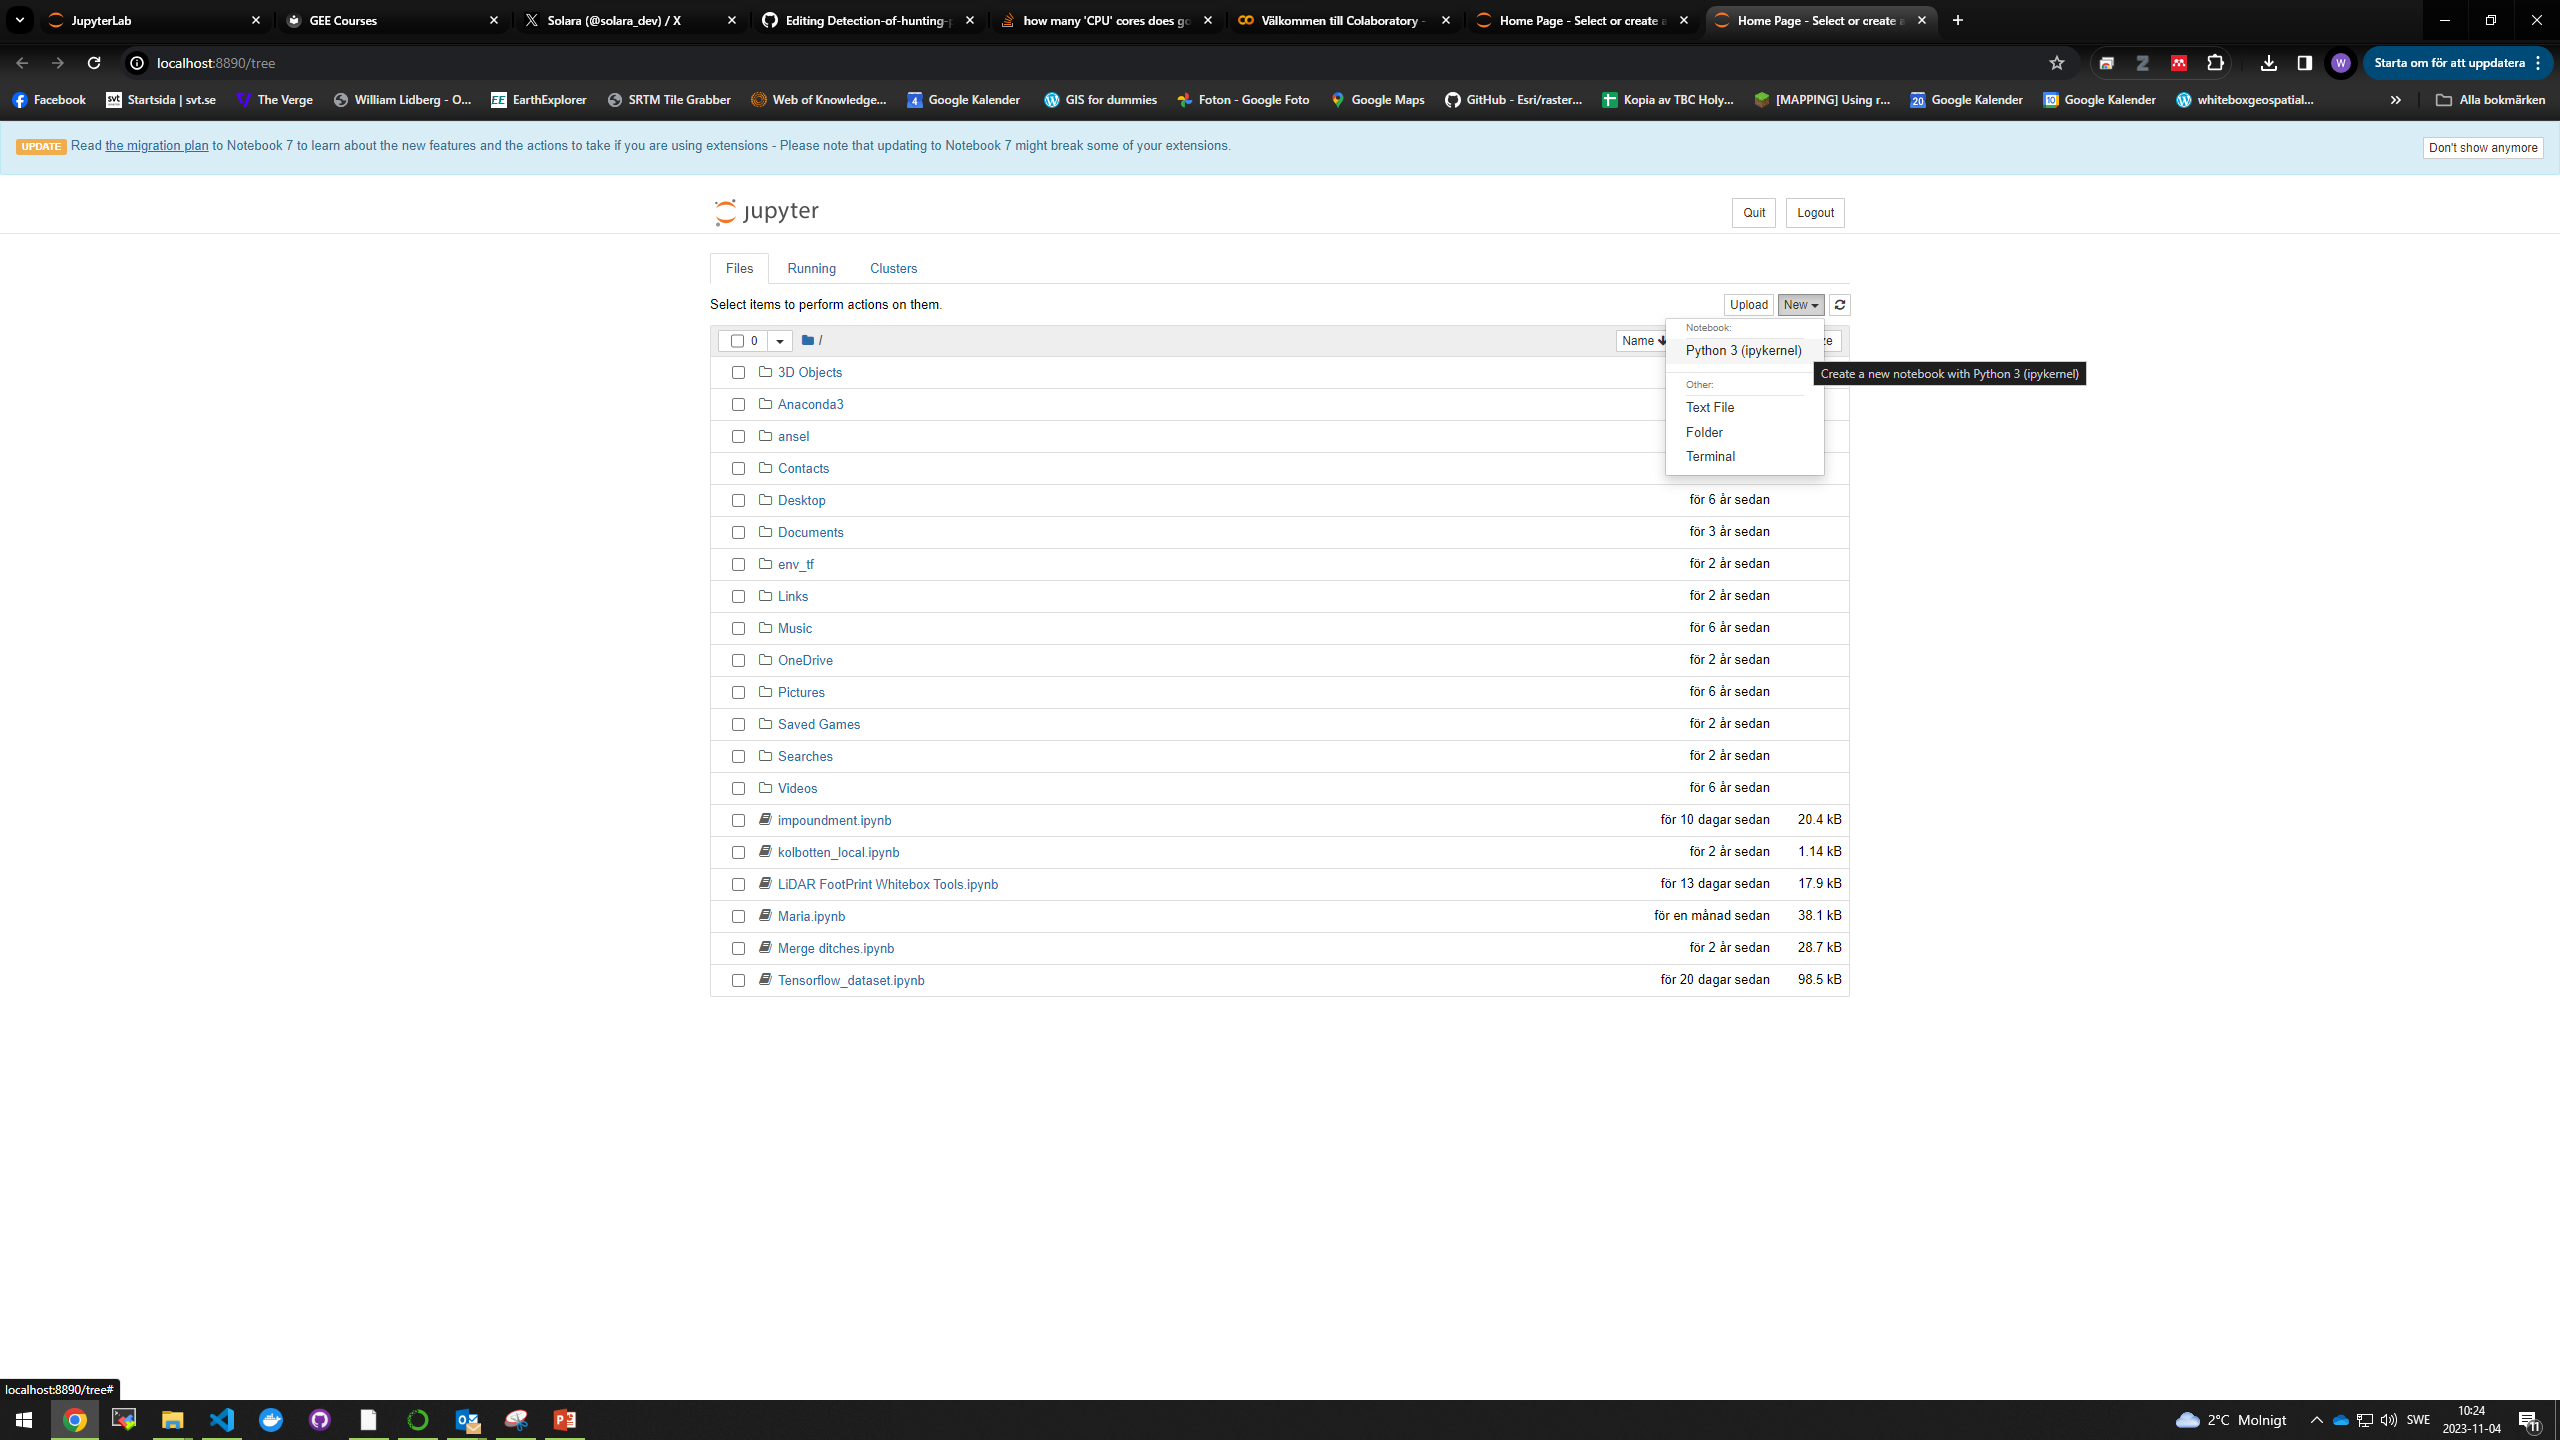 JupyterLab
GEE Courses
Solara (@solara_dev) / X
Editing Detection-of-hunting-p
how many 'CPU' cores does go
Välkommen till Colaboratory -
Home Page - Select or create a
Home Page - Select or create a
localhost:8890/tree
W
Starta om för att uppdatera
Facebook
svt
Startsida | svt.se
The Verge
William Lidberg - O...
EE
EarthExplorer
SRTM Tile Grabber
Web of Knowledge...
4
Google Kalender
GIS for dummies
Foton - Google Foto
Google Maps
GitHub - Esri/raster...
Kopia av TBC Holy...
[MAPPING] Using r...
20
Google Kalender
10
Google Kalender
whiteboxgeospatial...
Alla bokmärken
UPDATE Read the migration plan to Notebook 7 to learn about the new features and the actions to take if you are using extensions - Please note that updating to Notebook 7 might break some of your extensions.
Don't show anymore
jupyter
Quit
Logout
Files
Running
Clusters
Select items to perform actions on them.
Upload
New
0
/
Name
ze
Notebook:
Python 3 (ipykernel)
Create a new notebook with Python 3 (ipykernel)
Other:
Text File
Folder
Terminal
3D Objects
Anaconda3
ansel
Contacts
Desktop för 6 år sedan
Documents för 3 år sedan
env_tf för 2 år sedan
Links för 2 år sedan
Music för 6 år sedan
OneDrive för 2 år sedan
Pictures för 6 år sedan
Saved Games för 2 år sedan
Searches för 2 år sedan
Videos för 6 år sedan
impoundment.ipynb för 10 dagar sedan 20.4 kB
kolbotten_local.ipynb för 2 år sedan 1.14 kB
LiDAR FootPrint Whitebox Tools.ipynb för 13 dagar sedan 17.9 kB
Maria.ipynb för en månad sedan 38.1 kB
Merge ditches.ipynb för 2 år sedan 28.7 kB
Tensorflow_dataset.ipynb för 20 dagar sedan 98.5 kB
localhost:8890/tree#
2°C Molnigt
SWE
10:24
2023-11-04
11